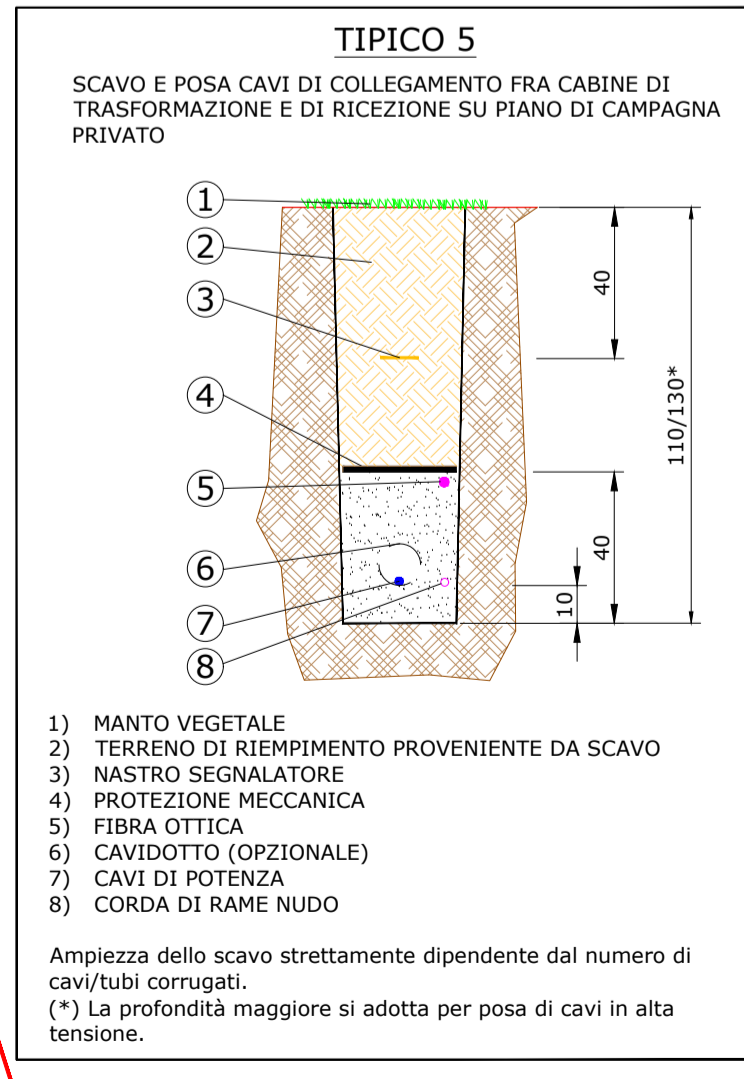 TIPICO 5
SCAVO E POSA CAVI DI COLLEGAMENTO FRA CABINE DI
TRASFORMAZIONE E DI RICEZIONE SU PIANO DI CAMPAGNA
PRIVATO
1
2
3
4
5
6
7
8
40
110/130*
40
10
1) MANTO VEGETALE
2) TERRENO DI RIEMPIMENTO PROVENIENTE DA SCAVO
3) NASTRO SEGNALATORE
4) PROTEZIONE MECCANICA
5) FIBRA OTTICA
6) CAVIDOTTO (OPZIONALE)
7) CAVI DI POTENZA
8) CORDA DI RAME NUDO
Ampiezza dello scavo strettamente dipendente dal numero di
cavi/tubi corrugati.
(*) La profondità maggiore si adotta per posa di cavi in alta
tensione.